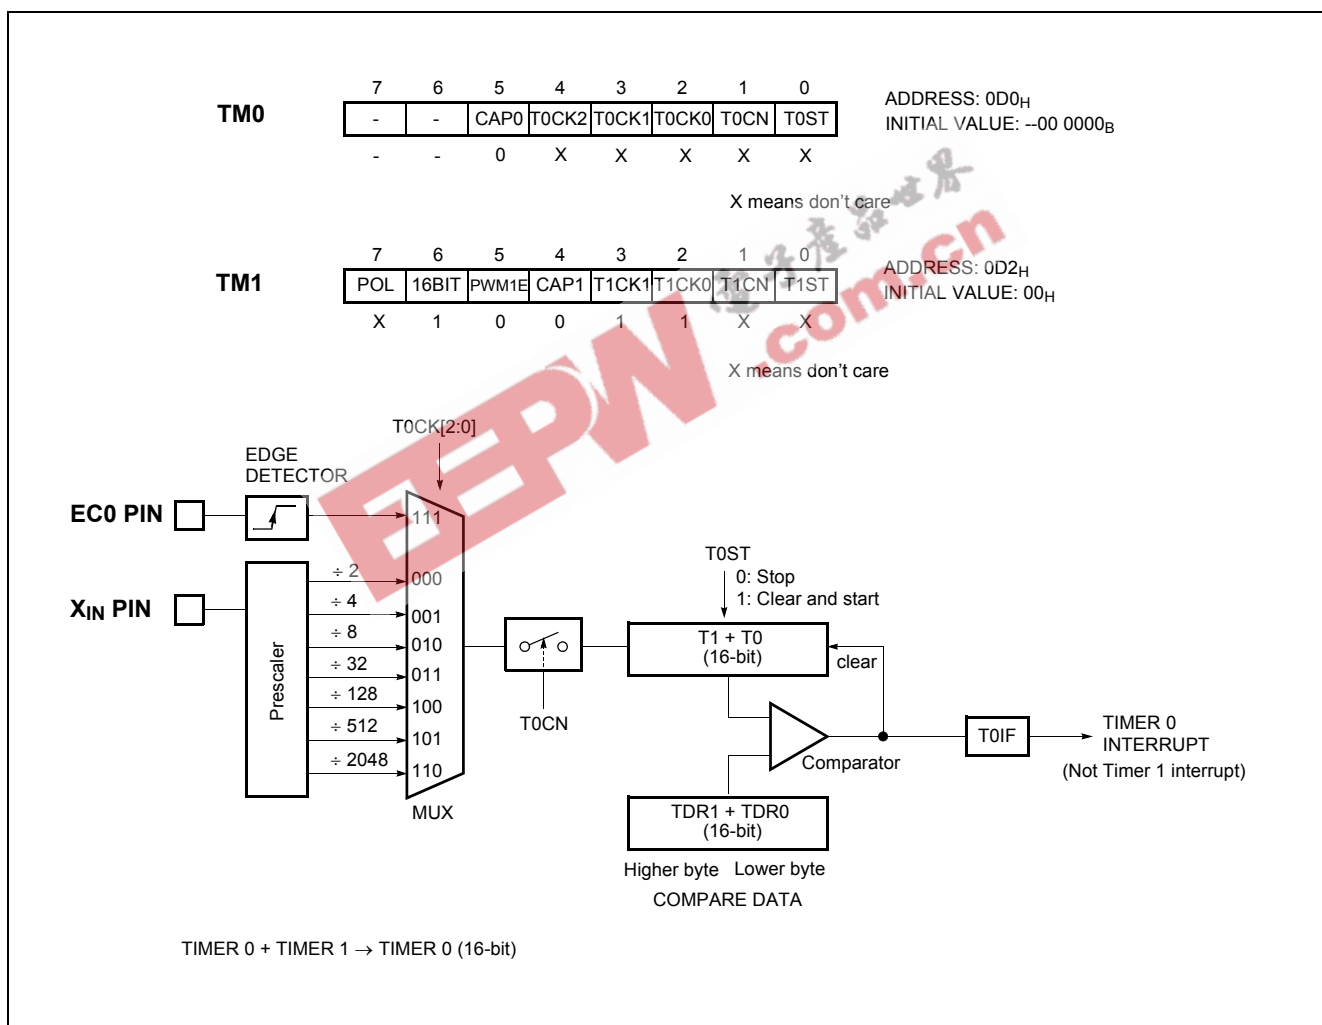 7 6 5 4 3 2 1 0
TM0 - - CAP0 T0CK2 T0CK1 T0CK0 T0CN T0ST
- - 0 X X X X X
ADDRESS: 0D0H
INITIAL VALUE: --00 0000B
X means don't care
7 6 5 4 3 2 1 0
TM1 POL 16BIT PWM1E CAP1 T1CK1 T1CK0 T1CN T1ST
X 1 0 0 1 1 X X
ADDRESS: 0D2H
INITIAL VALUE: 00H
X means don't care
電子產品世界
EEPW
.com.cn
T0CK[2:0]
EDGE
DETECTOR
EC0 PIN
111
XIN PIN
Prescaler
÷ 2 000
÷ 4 001
÷ 8 010
÷ 32 011
÷ 128 100
÷ 512 101
÷ 2048 110
MUX
T0CN
T0ST
0: Stop
1: Clear and start
T1 + T0
(16-bit)
clear
Comparator
T0IF
TIMER 0
INTERRUPT
(Not Timer 1 interrupt)
TDR1 + TDR0
(16-bit)
Higher byte Lower byte
COMPARE DATA
TIMER 0 + TIMER 1 → TIMER 0 (16-bit)